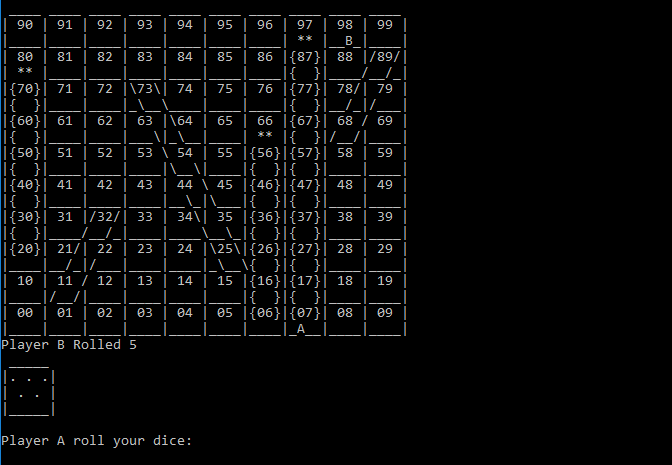 ____ ____ ____ ____ ____ ____ ____ ____ ____ ____
| 90 | 91 | 92 | 93 | 94 | 95 | 96 | 97 | 98 | 99 |
|____|____|____|____|____|____|____| ** |__B_|____|
| 80 | 81 | 82 | 83 | 84 | 85 | 86 |{87}| 88 |/89/|
| ** |____|____|____|____|____|____|{  }|____/__/_|
|{70}| 71 | 72 |\73\| 74 | 75 | 76 |{77}| 78/| 79 |
|{  }|____|____|_\__\____|____|____|{  }|__/_|/___|
|{60}| 61 | 62 | 63 |\64 | 65 | 66 |{67}| 68 / 69 |
|{  }|____|____|___\|_\__|____| ** |{  }|/__/|____|
|{50}| 51 | 52 | 53 \ 54 | 55 |{56}|{57}| 58 | 59 |
|{  }|____|____|____|\__\|____|{  }|{  }|____|____|
|{40}| 41 | 42 | 43 | 44 \ 45 |{46}|{47}| 48 | 49 |
|{  }|____|____|____|__\_|\___|{  }|{  }|____|____|
|{30}| 31 |/32/| 33 | 34\| 35 |{36}|{37}| 38 | 39 |
|{  }|____/__/_|____|____\__\_|{  }|{  }|____|____|
|{20}| 21/| 22 | 23 | 24 |\25\|{26}|{27}| 28 | 29 |
|____|__/_|/___|____|____|_\__\{  }|{  }|____|____|
| 10 | 11 / 12 | 13 | 14 | 15 |{16}|{17}| 18 | 19 |
|____|/__/|____|____|____|____|{  }|{  }|____|____|
| 00 | 01 | 02 | 03 | 04 | 05 |{06}|{07}| 08 | 09 |
|____|____|____|____|____|____|____|_A__|____|____|
Player B Rolled 5
 _____
|. . .|
| . . |
|_____|
Player A roll your dice: